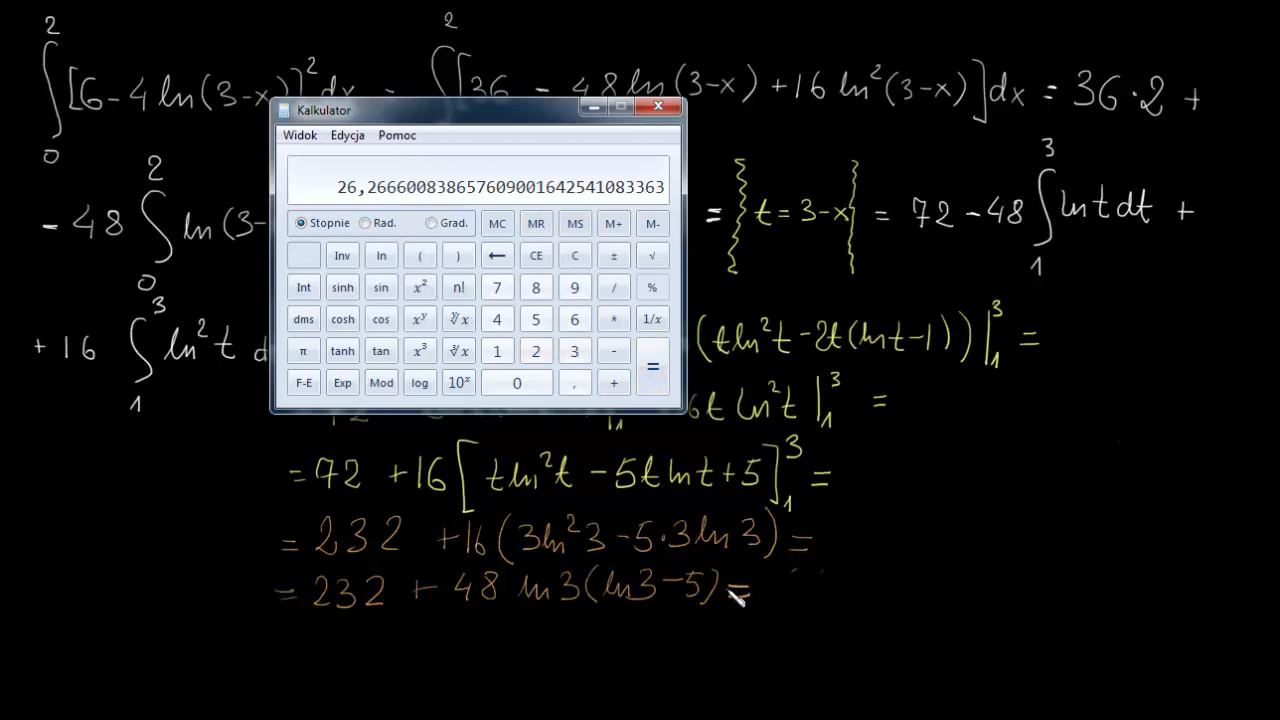 ∫₀² [6 - 4 ln(3-x)]² dx = ∫₀² [36 - 48 ln(3-x) + 16 ln²(3-x)] dx = 36·2 +
Kalkulator
Widok Edycja Pomoc
26,266600838657609001642541083363
Stopnie Rad. Grad. MC MR MS M+ M-
Inv ln ( ) ← CE C ± √
Int sinh sin x² n! 7 8 9 / %
dms cosh cos xʸ ʸ√x 4 5 6 * 1/x
π tanh tan x³ ³√x 1 2 3 - =
F-E Exp Mod log 10ˣ 0 , +
- 48 ∫₀² ln(3- = { t = 3-x } = 72 - 48 ∫₁³ ln t dt +
+ 16 ∫₁³ ln² t d (t ln² t - 2t(ln t - 1)) |₁³ =
t ln² t |₁³ =
= 72 + 16 [ t ln² t - 5t ln t + 5 ]₁³ =
= 232 + 16 (3 ln² 3 - 5·3 ln 3) =
= 232 + 48 ln 3 (ln 3 - 5) =